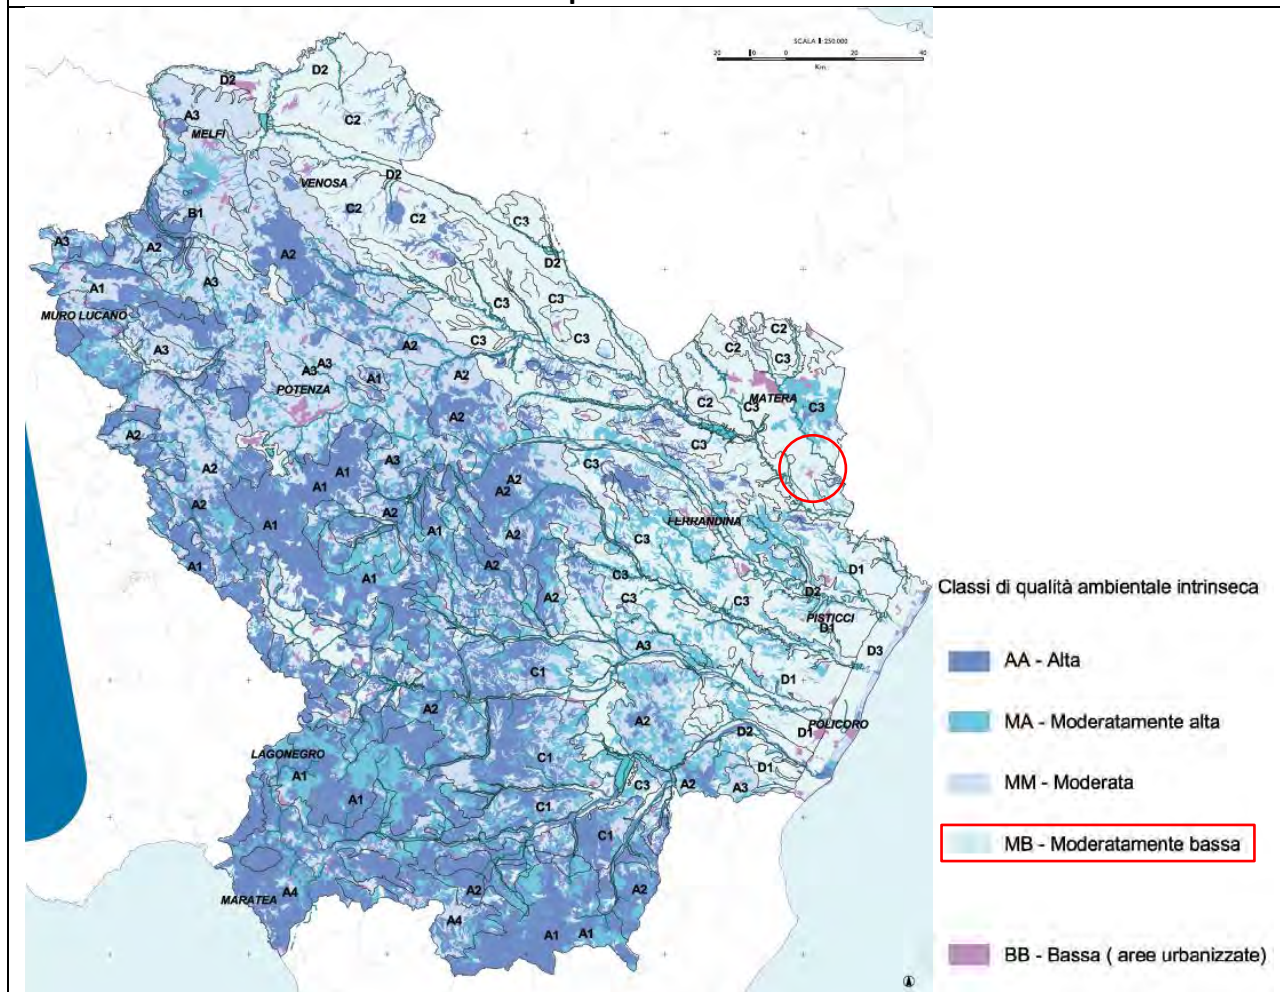 SCALA 1:250.000
20 10 0 20 40
Km.
D2
D2
C2
A3
MELFI
D2
VENOSA
C2
C2
B1
C3
A3
A2
A2
D2
A1
A3
C3
C3
MURO LUCANO
C2
C2
C3
C3
C3
A3
A2
A3
A3
A1
A2
POTENZA
MATERA
C2
C3
C3
A2
A2
C3
A3
A2
C3
A1
A2
A1
A2
A2
A2
A1
A1
A2
FERRANDINA
C3
A1
A1
A2
C3
D1
A2
C3
C3
D2
PISTICCI
D1
A3
D3
C1
D1
A2
A2
POLICORO
D2
D1
LAGONEGRO
C1
D1
A1
C3
A2
A3
A1
C1
C1
A4
A2
A2
MARATEA
A4
A1
A1
Classi di qualità ambientale intrinseca
AA - Alta
MA - Moderatamente alta
MM - Moderata
MB - Moderatamente bassa
BB - Bassa ( aree urbanizzate)